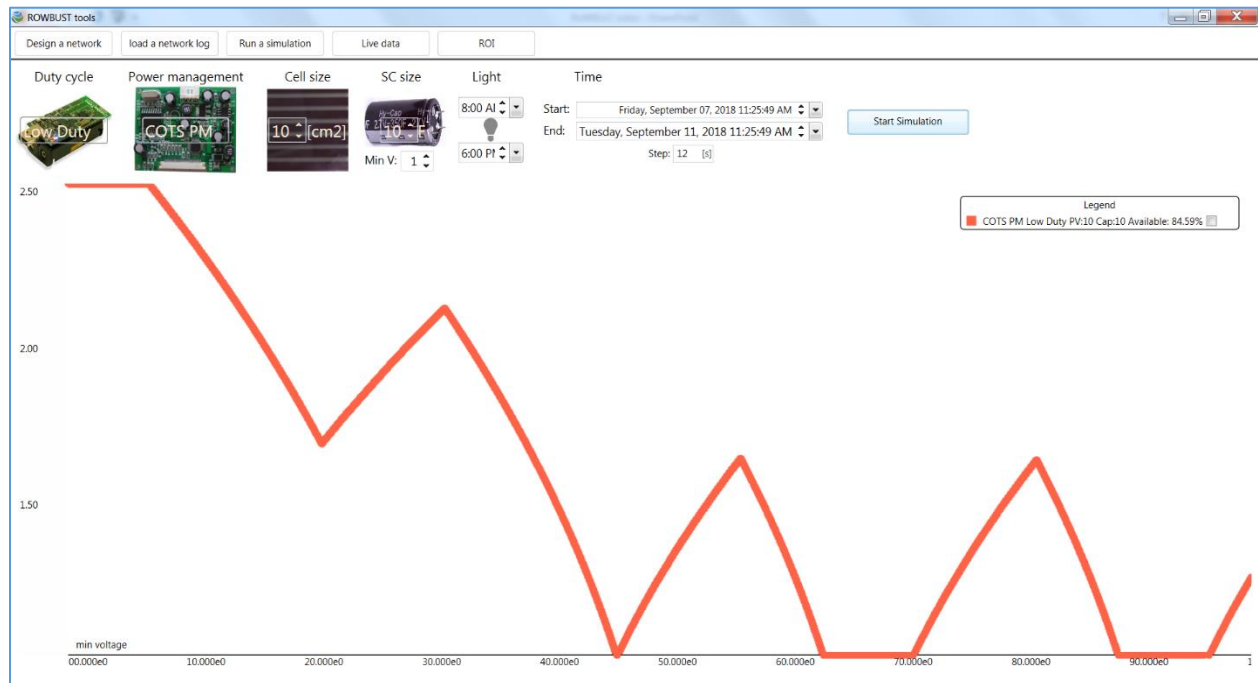 ROWBUST tools
Design a network load a network log Run a simulation Live data ROI
Duty cycle Power management Cell size SC size Light Time
Low Duty COTS PM 10 [cm2] 10 F
Min V: 1
8:00 AI
6:00 PI
Start: Friday, September 07, 2018 11:25:49 AM
End: Tuesday, September 11, 2018 11:25:49 AM
Step: 12 [s]
Start Simulation
Legend
COTS PM Low Duty PV:10 Cap:10 Available: 84.59%
2.50
2.00
1.50
min voltage
00.000e0 10.000e0 20.000e0 30.000e0 40.000e0 50.000e0 60.000e0 70.000e0 80.000e0 90.000e0 1